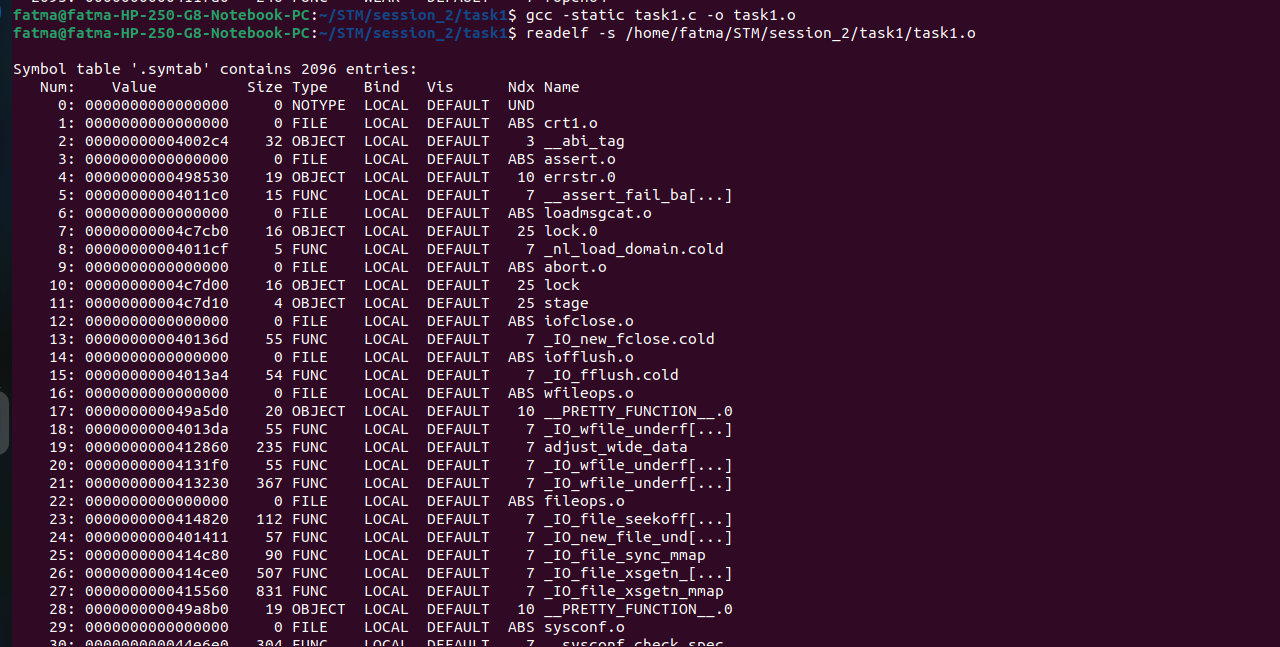 fatma@fatma-HP-250-G8-Notebook-PC:~/STM/session_2/task1$ gcc -static task1.c -o task1.o
fatma@fatma-HP-250-G8-Notebook-PC:~/STM/session_2/task1$ readelf -s /home/fatma/STM/session_2/task1/task1.o
Symbol table '.symtab' contains 2096 entries:
   Num:    Value          Size Type    Bind   Vis      Ndx Name
     0: 0000000000000000     0 NOTYPE  LOCAL  DEFAULT  UND
     1: 0000000000000000     0 FILE    LOCAL  DEFAULT  ABS crt1.o
     2: 00000000004002c4    32 OBJECT  LOCAL  DEFAULT    3 __abi_tag
     3: 0000000000000000     0 FILE    LOCAL  DEFAULT  ABS assert.o
     4: 0000000000498530    19 OBJECT  LOCAL  DEFAULT   10 errstr.0
     5: 00000000004011c0    15 FUNC    LOCAL  DEFAULT    7 __assert_fail_ba[...]
     6: 0000000000000000     0 FILE    LOCAL  DEFAULT  ABS loadmsgcat.o
     7: 00000000004c7cb0    16 OBJECT  LOCAL  DEFAULT   25 lock.0
     8: 00000000004011cf     5 FUNC    LOCAL  DEFAULT    7 _nl_load_domain.cold
     9: 0000000000000000     0 FILE    LOCAL  DEFAULT  ABS abort.o
    10: 00000000004c7d00    16 OBJECT  LOCAL  DEFAULT   25 lock
    11: 00000000004c7d10     4 OBJECT  LOCAL  DEFAULT   25 stage
    12: 0000000000000000     0 FILE    LOCAL  DEFAULT  ABS iofclose.o
    13: 000000000040136d    55 FUNC    LOCAL  DEFAULT    7 _IO_new_fclose.cold
    14: 0000000000000000     0 FILE    LOCAL  DEFAULT  ABS iofflush.o
    15: 00000000004013a4    54 FUNC    LOCAL  DEFAULT    7 _IO_fflush.cold
    16: 0000000000000000     0 FILE    LOCAL  DEFAULT  ABS wfileops.o
    17: 000000000049a5d0    20 OBJECT  LOCAL  DEFAULT   10 __PRETTY_FUNCTION__.0
    18: 00000000004013da    55 FUNC    LOCAL  DEFAULT    7 _IO_wfile_underf[...]
    19: 0000000000412860   235 FUNC    LOCAL  DEFAULT    7 adjust_wide_data
    20: 00000000004131f0    55 FUNC    LOCAL  DEFAULT    7 _IO_wfile_underf[...]
    21: 0000000000413230   367 FUNC    LOCAL  DEFAULT    7 _IO_wfile_underf[...]
    22: 0000000000000000     0 FILE    LOCAL  DEFAULT  ABS fileops.o
    23: 0000000000414820   112 FUNC    LOCAL  DEFAULT    7 _IO_file_seekoff[...]
    24: 0000000000401411    57 FUNC    LOCAL  DEFAULT    7 _IO_new_file_und[...]
    25: 0000000000414c80    90 FUNC    LOCAL  DEFAULT    7 _IO_file_sync_mmap
    26: 0000000000414ce0   507 FUNC    LOCAL  DEFAULT    7 _IO_file_xsgetn_[...]
    27: 0000000000415560   831 FUNC    LOCAL  DEFAULT    7 _IO_file_xsgetn_mmap
    28: 000000000049a8b0    19 OBJECT  LOCAL  DEFAULT   10 __PRETTY_FUNCTION__.0
    29: 0000000000000000     0 FILE    LOCAL  DEFAULT  ABS sysconf.o
    30: 000000000044e6e0   304 FUNC    LOCAL  DEFAULT    7 __sysconf_check_spec